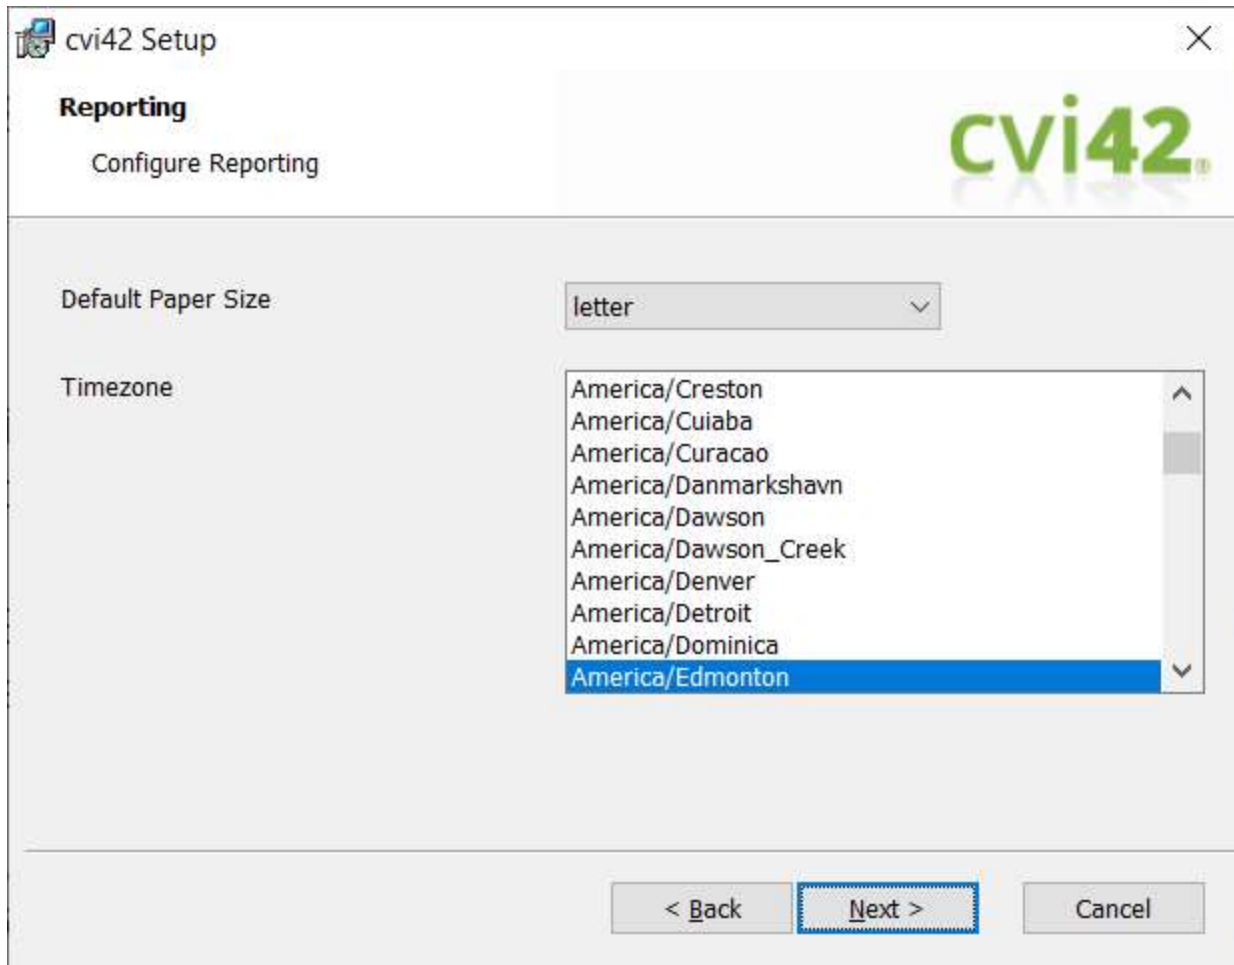 cvi42 Setup
Reporting
Configure Reporting
cvi42®
Default Paper Size
letter
Timezone
America/Creston
America/Cuiaba
America/Curacao
America/Danmarkshavn
America/Dawson
America/Dawson_Creek
America/Denver
America/Detroit
America/Dominica
America/Edmonton
< Back
Next >
Cancel